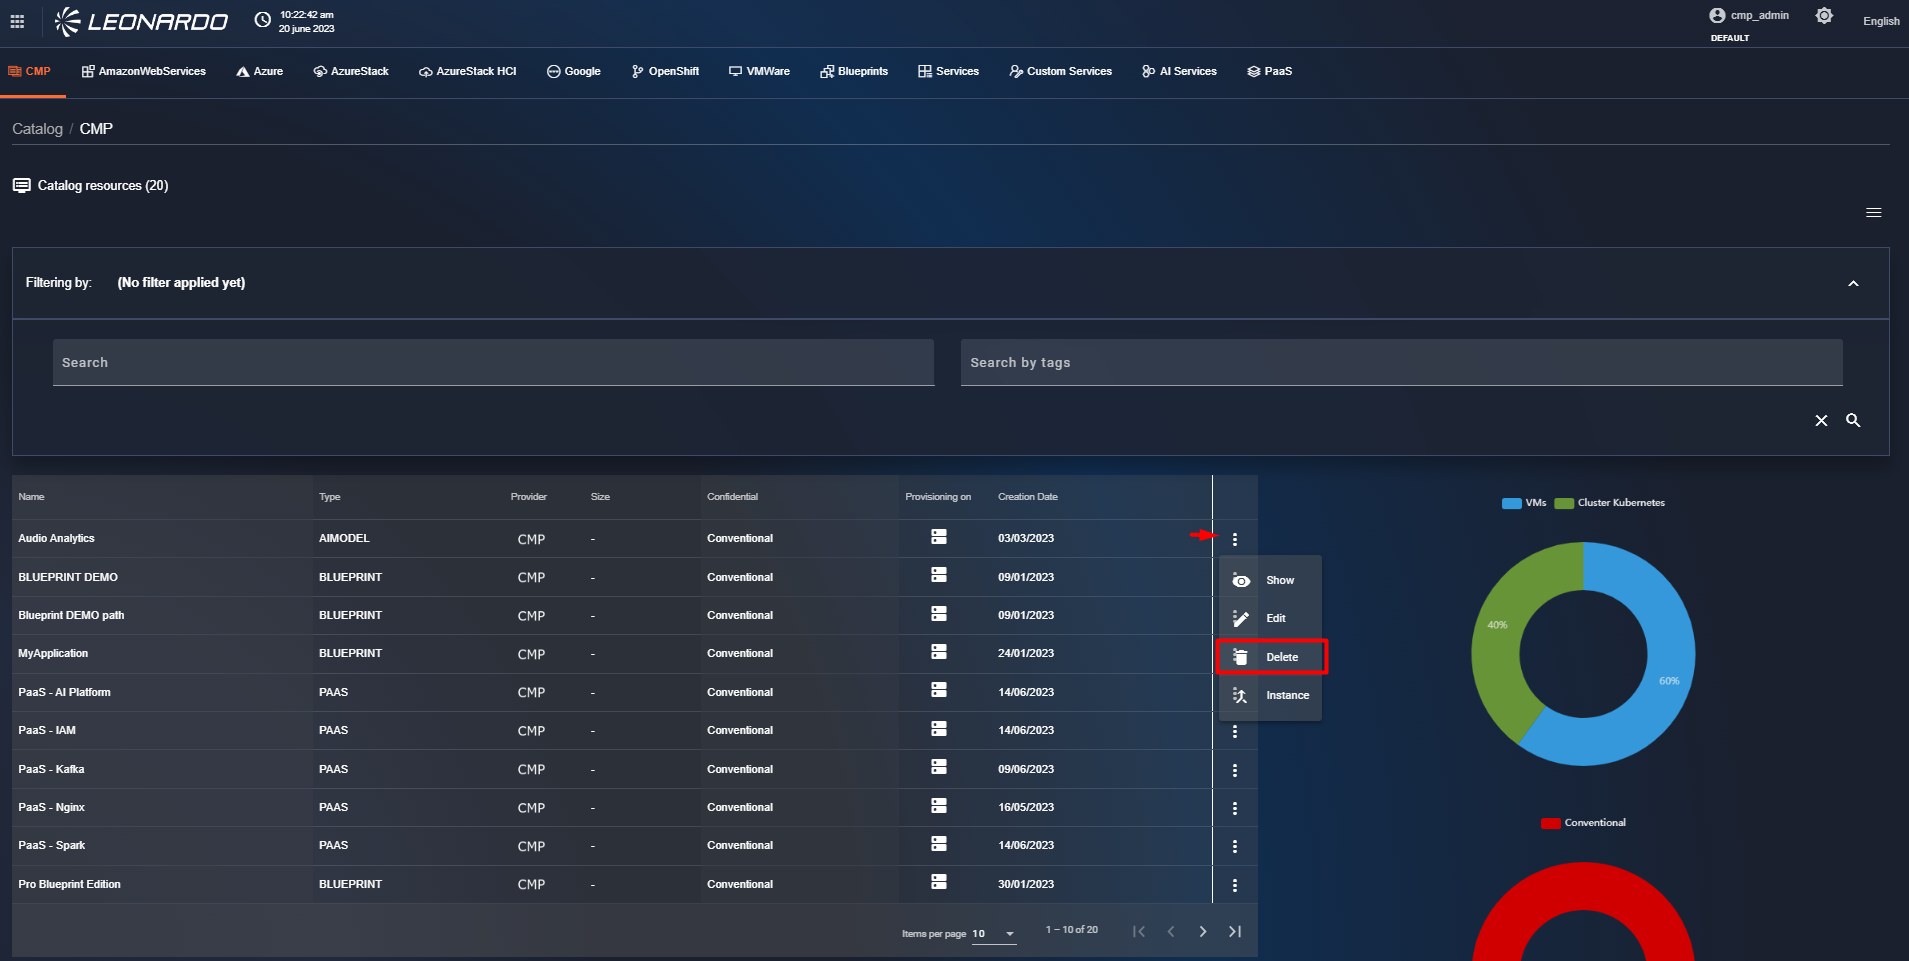 LEONARDO
10:22:42 am
20 june 2023
cmp_admin
DEFAULT
English
CMP AmazonWebServices Azure AzureStack AzureStack HCI Google OpenShift VMWare Blueprints Services Custom Services AI Services PaaS
Catalog / CMP
Catalog resources (20)
Filtering by: (No filter applied yet)
Search Search by tags
Name Type Provider Size Confidential Provisioning on Creation Date
Audio Analytics AIMODEL CMP - Conventional 03/03/2023
BLUEPRINT DEMO BLUEPRINT CMP - Conventional 09/01/2023
Blueprint DEMO path BLUEPRINT CMP - Conventional 09/01/2023
MyApplication BLUEPRINT CMP - Conventional 24/01/2023
PaaS - AI Platform PAAS CMP - Conventional 14/06/2023
PaaS - IAM PAAS CMP - Conventional 14/06/2023
PaaS - Kafka PAAS CMP - Conventional 09/06/2023
PaaS - Nginx PAAS CMP - Conventional 16/05/2023
PaaS - Spark PAAS CMP - Conventional 14/06/2023
Pro Blueprint Edition BLUEPRINT CMP - Conventional 30/01/2023
Items per page 10 1 – 10 of 20
Show
Edit
Delete
Instance
VMs Cluster Kubernetes
40%
60%
Conventional